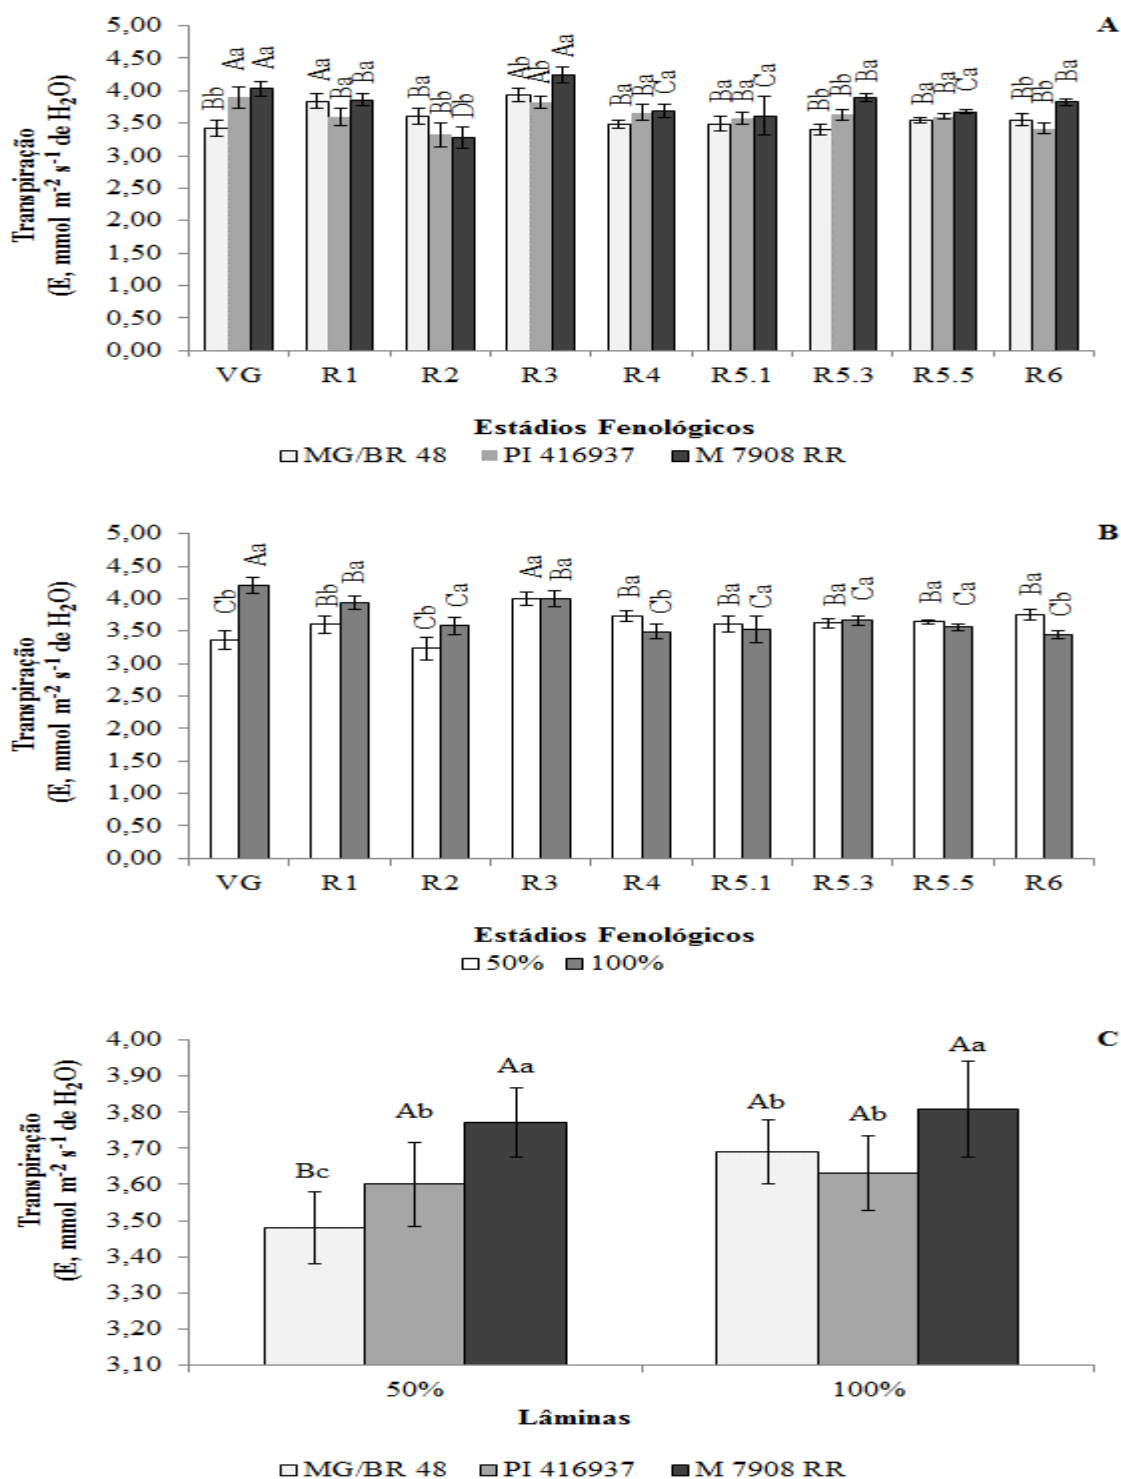 A
5,00
4,50
4,00
3,50
3,00
2,50
2,00
1,50
1,00
0,50
0,00
Transpiração
(E, mmol m⁻² s⁻¹ de H₂O)
Bb Aa Aa Aa Ba Ba Ba Bb Db Ab Ab Aa Ba Ba Ca Ba Ba Ca Bb Bb Ba Ba Ba Ca Bb Bb Ba
VG R1 R2 R3 R4 R5.1 R5.3 R5.5 R6
Estádios Fenológicos
MG/BR 48 PI 416937 M 7908 RR
B
5,00
4,50
4,00
3,50
3,00
2,50
2,00
1,50
1,00
0,50
0,00
Transpiração
(E, mmol m⁻² s⁻¹ de H₂O)
Cb Aa Bb Ba Cb Ca Aa Ba Ba Cb Ba Ca Ba Ca Ba Ca Ba Cb
VG R1 R2 R3 R4 R5.1 R5.3 R5.5 R6
Estádios Fenológicos
50% 100%
C
4,00
3,90
3,80
3,70
3,60
3,50
3,40
3,30
3,20
3,10
Transpiração
(E, mmol m⁻² s⁻¹ de H₂O)
Bc Ab Aa Ab Ab Aa
50% 100%
Lâminas
MG/BR 48 PI 416937 M 7908 RR